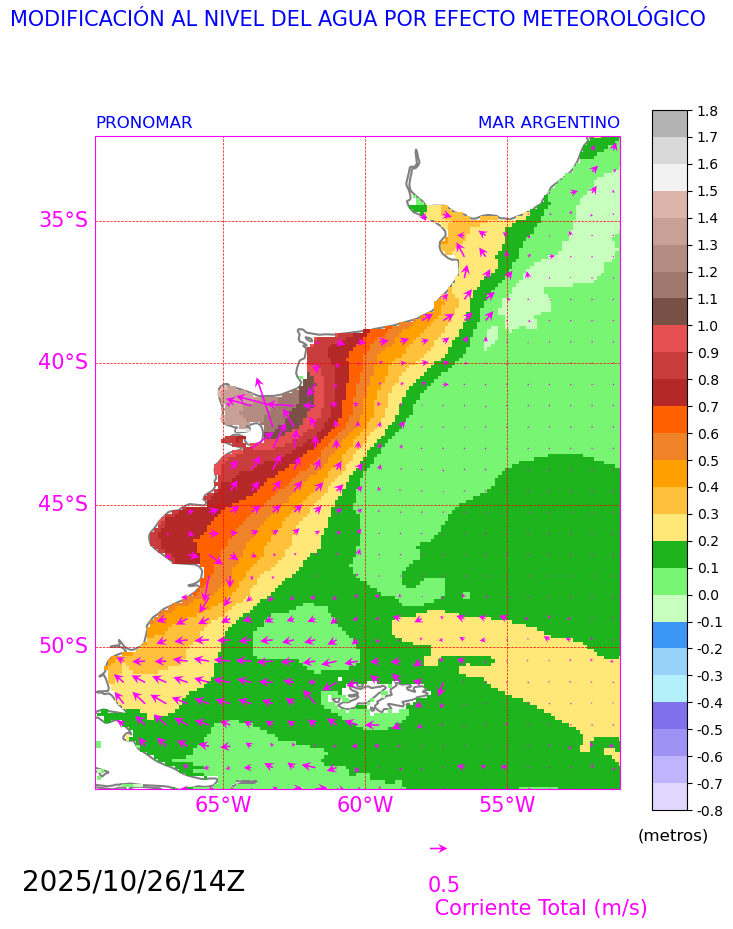 MODIFICACIÓN AL NIVEL DEL AGUA POR EFECTO METEOROLÓGICO
PRONOMAR MAR ARGENTINO
35°S
40°S
45°S
50°S
65°W 60°W 55°W
1.8
1.7
1.6
1.5
1.4
1.3
1.2
1.1
1.0
0.9
0.8
0.7
0.6
0.5
0.4
0.3
0.2
0.1
0.0
-0.1
-0.2
-0.3
-0.4
-0.5
-0.6
-0.7
-0.8
(metros)
2025/10/26/14Z
0.5
Corriente Total (m/s)